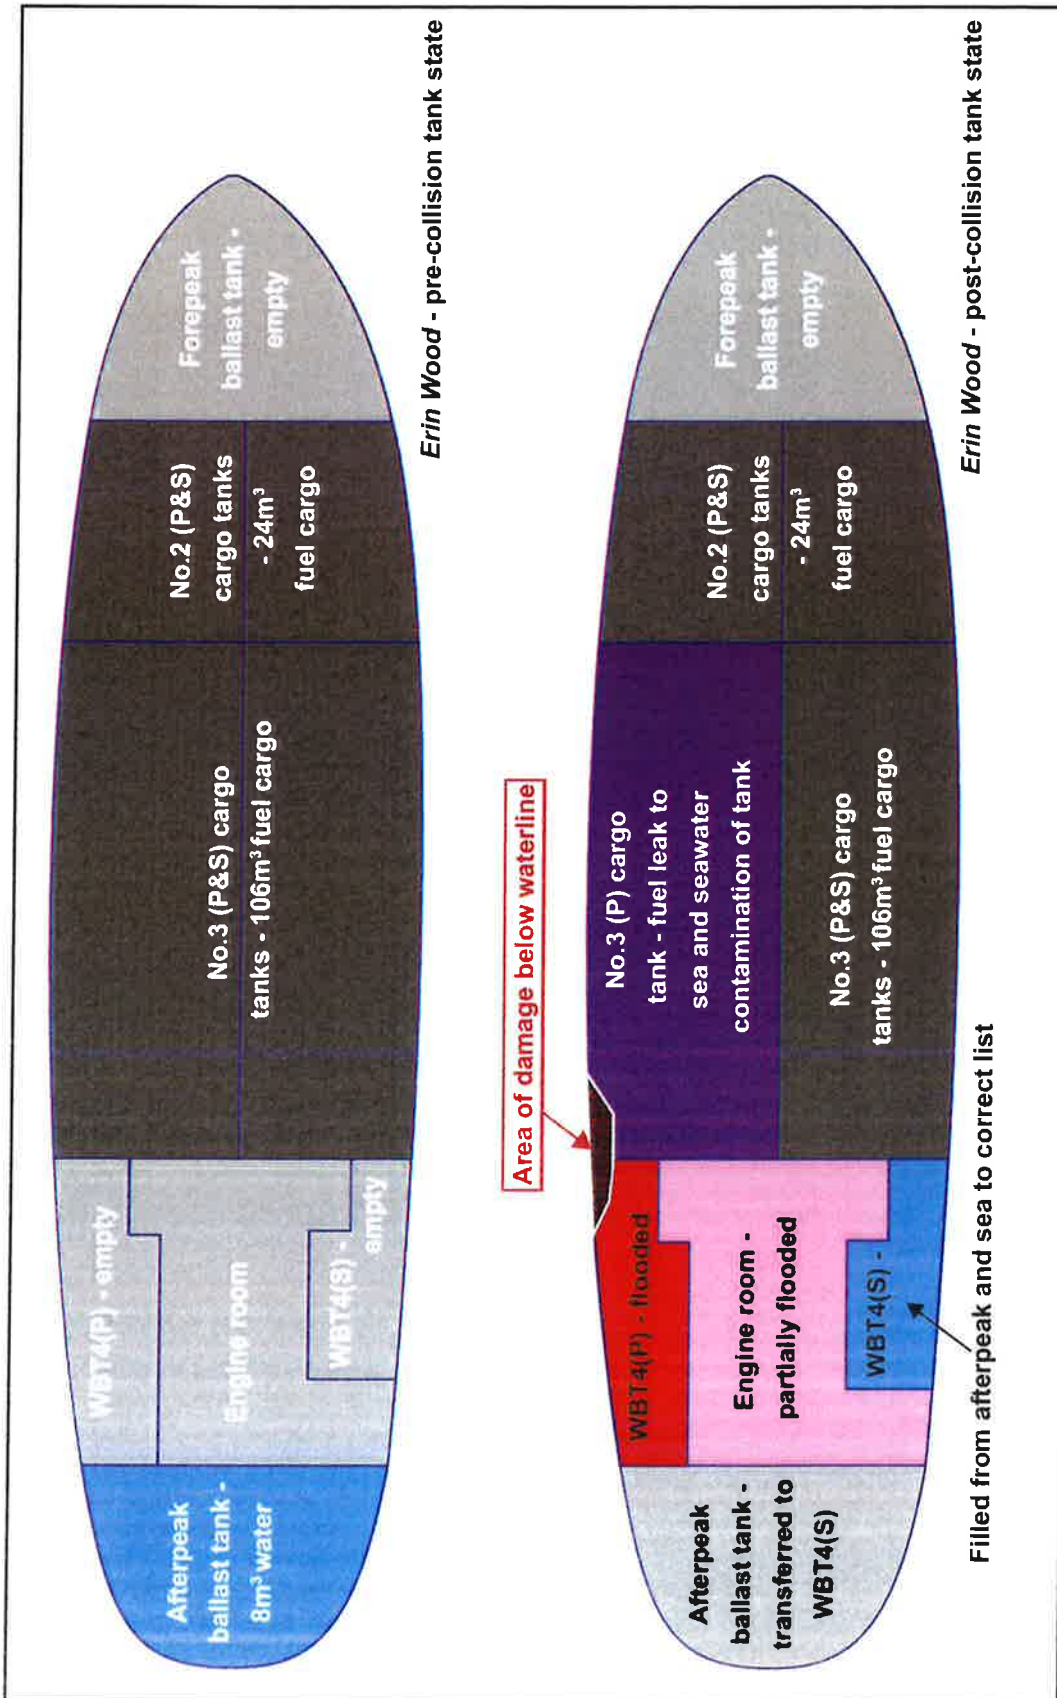 Afterpeak
ballast tank -
8m³ water
WBT4(P) - empty
Engine room
WBT4(S) -
empty
No.3 (P&S) cargo
tanks - 106m³ fuel cargo
No.2 (P&S)
cargo tanks
- 24m³
fuel cargo
Forepeak
ballast tank -
empty
Erin Wood - pre-collision tank state
Area of damage below waterline
Afterpeak
ballast tank -
transferred to
WBT4(S)
WBT4(P) - flooded
Engine room -
partially flooded
WBT4(S) -
No.3 (P) cargo
tank - fuel leak to
sea and seawater
contamination of tank
No.3 (P&S) cargo
tanks - 106m³ fuel cargo
No.2 (P&S)
cargo tanks
- 24m³
fuel cargo
Forepeak
ballast tank -
empty
Filled from afterpeak and sea to correct list
Erin Wood - post-collision tank state